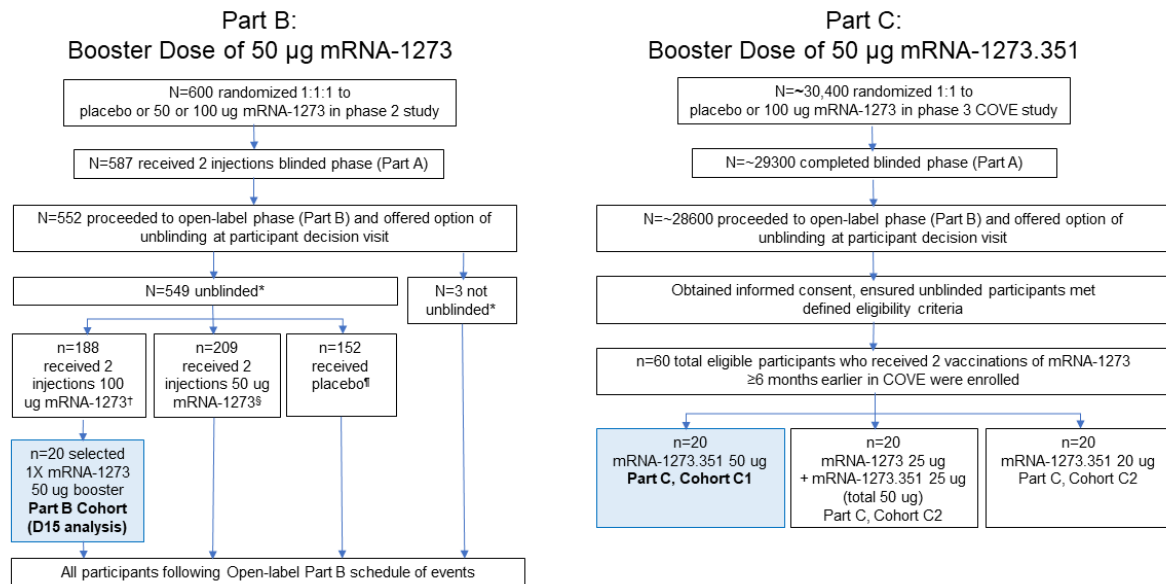 Part B:
Booster Dose of 50 µg mRNA-1273
N=600 randomized 1:1:1 to
placebo or 50 or 100 ug mRNA-1273 in phase 2 study
N=587 received 2 injections blinded phase (Part A)
N=552 proceeded to open-label phase (Part B) and offered option of
unblinding at participant decision visit
N=549 unblinded*
N=3 not
unblinded*
n=188
received 2
injections 100
ug mRNA-1273†
n=209
received 2
injections 50 ug
mRNA-1273§
n=152
received
placebo¶
n=20 selected
1X mRNA-1273
50 ug booster
Part B Cohort
(D15 analysis)
All participants following Open-label Part B schedule of events
Part C:
Booster Dose of 50 µg mRNA-1273.351
N=~30,400 randomized 1:1 to
placebo or 100 ug mRNA-1273 in phase 3 COVE study
N=~29300 completed blinded phase (Part A)
N=~28600 proceeded to open-label phase (Part B) and offered option of
unblinding at participant decision visit
Obtained informed consent, ensured unblinded participants met
defined eligibility criteria
n=60 total eligible participants who received 2 vaccinations of mRNA-1273
≥6 months earlier in COVE were enrolled
n=20
mRNA-1273.351 50 ug
Part C, Cohort C1
n=20
mRNA-1273 25 ug
+ mRNA-1273.351 25 ug
(total 50 ug)
Part C, Cohort C2
n=20
mRNA-1273.351 20 ug
Part C, Cohort C2